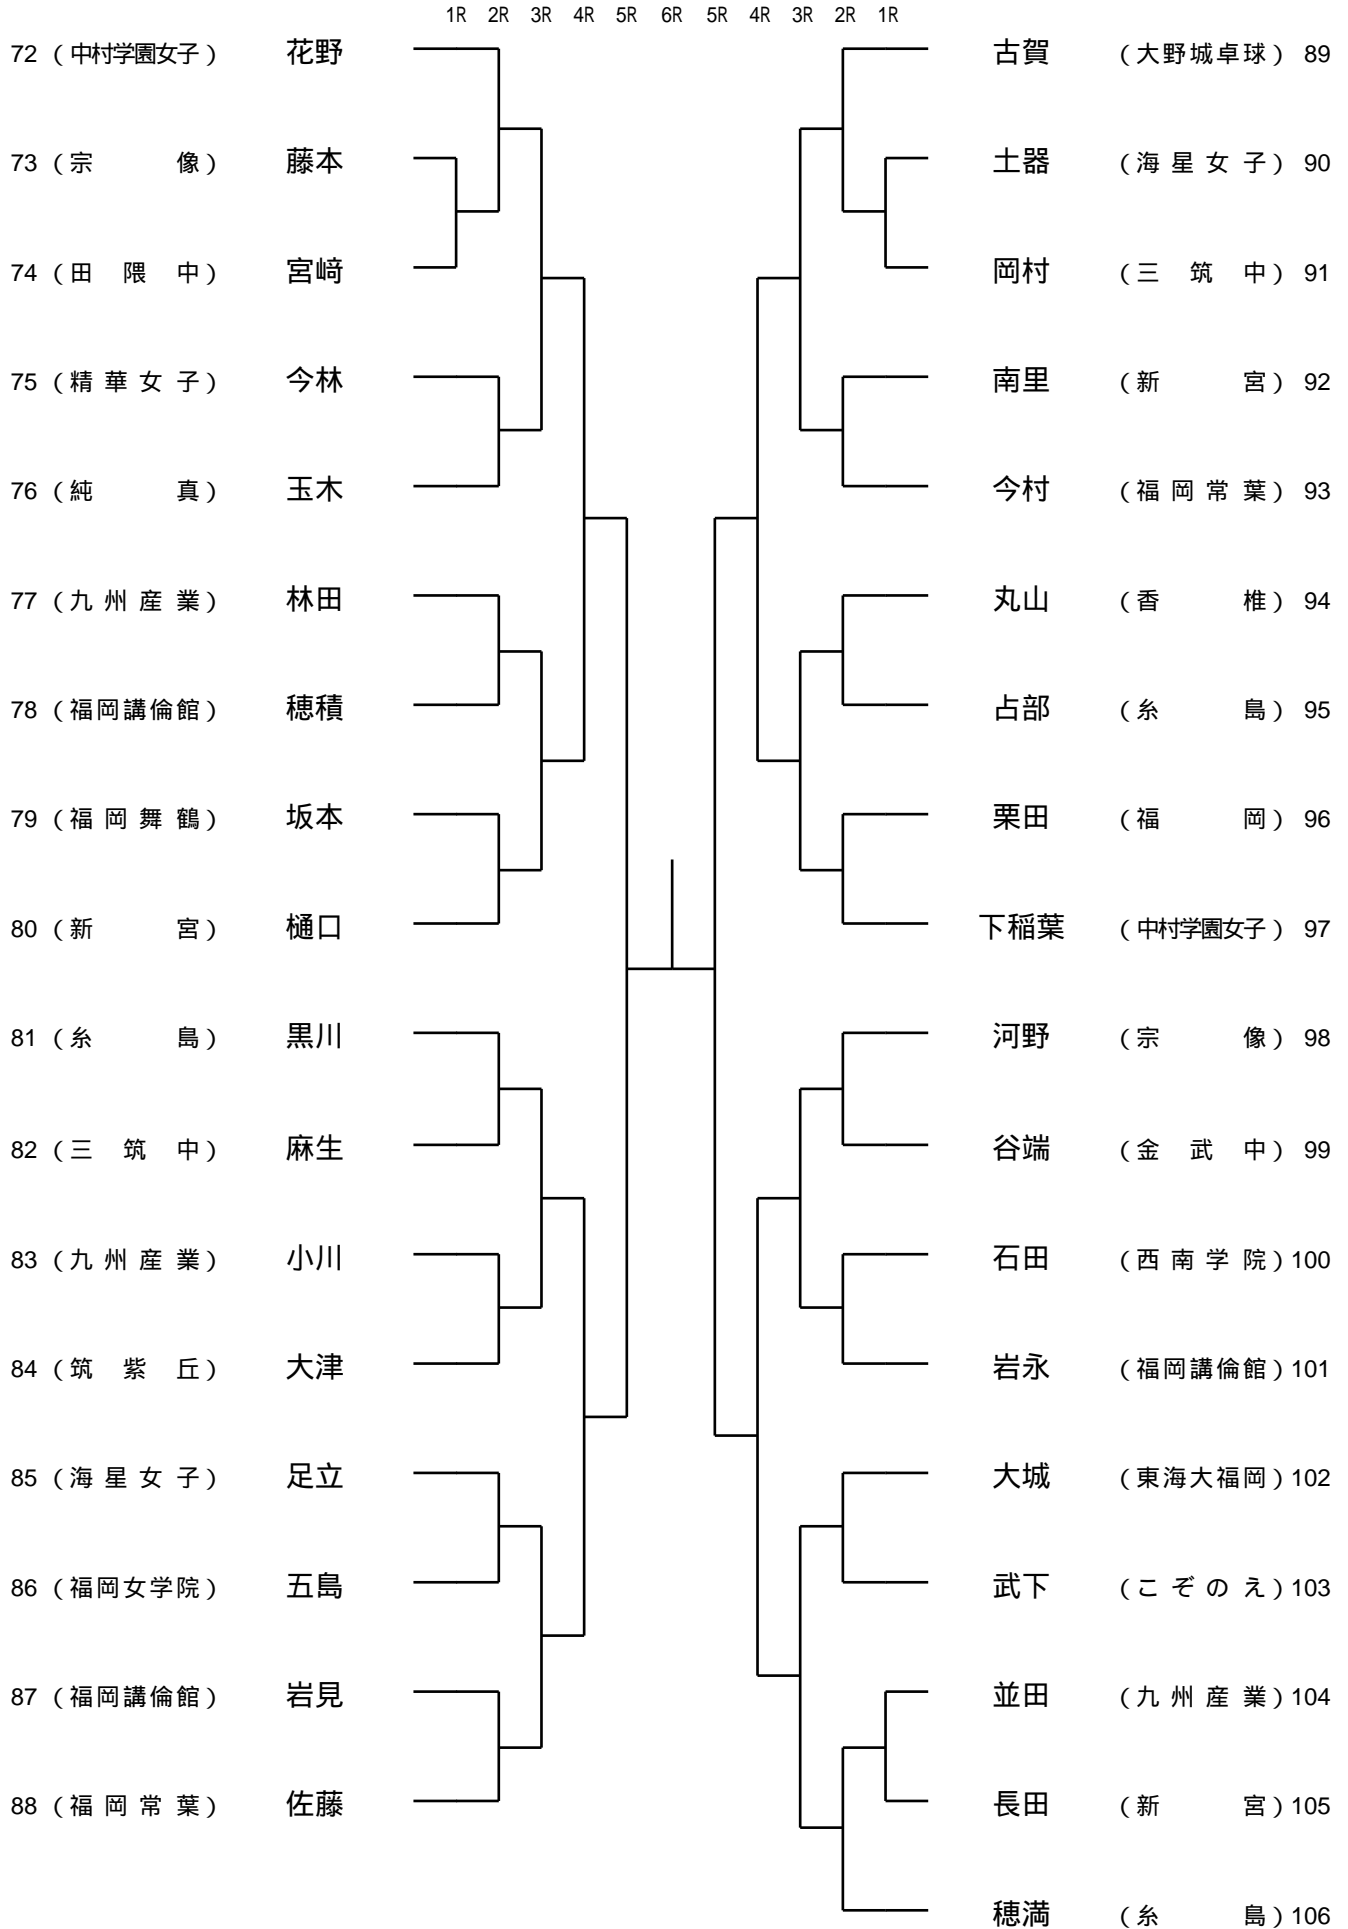 1R 2R 3R 4R 5R 6R 5R 4R 3R 2R 1R
72 (中村学園女子) 花野 古賀 (大野城卓球) 89
73 (宗像) 藤本 土器 (海星女子) 90
74 (田隈中) 宮﨑 岡村 (三筑中) 91
75 (精華女子) 今林 南里 (新宮) 92
76 (純真) 玉木 今村 (福岡常葉) 93
77 (九州産業) 林田 丸山 (香椎) 94
78 (福岡講倫館) 穂積 占部 (糸島) 95
79 (福岡舞鶴) 坂本 栗田 (福岡) 96
80 (新宮) 樋口 下稲葉 (中村学園女子) 97
81 (糸島) 黒川 河野 (宗像) 98
82 (三筑中) 麻生 谷端 (金武中) 99
83 (九州産業) 小川 石田 (西南学院) 100
84 (筑紫丘) 大津 岩永 (福岡講倫館) 101
85 (海星女子) 足立 大城 (東海大福岡) 102
86 (福岡女学院) 五島 武下 (こぞのえ) 103
87 (福岡講倫館) 岩見 並田 (九州産業) 104
88 (福岡常葉) 佐藤 長田 (新宮) 105
穂満 (糸島) 106